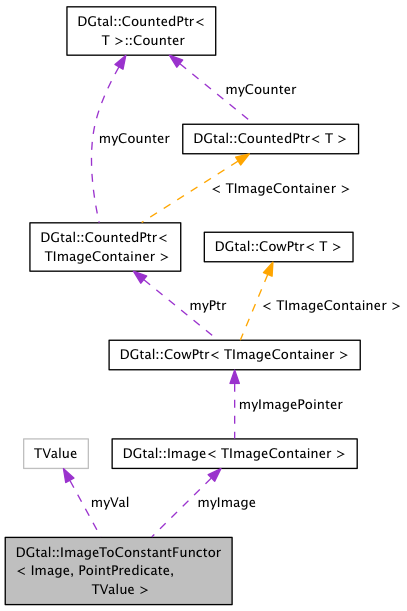 DGtal::CountedPtr<
T >::Counter
myCounter
DGtal::CountedPtr< T >
myCounter
< TImageContainer >
DGtal::CountedPtr<
TImageContainer >
DGtal::CowPtr< T >
myPtr
< TImageContainer >
DGtal::CowPtr< TImageContainer >
myImagePointer
TValue
DGtal::Image< TImageContainer >
myVal
myImage
DGtal::ImageToConstantFunctor
< Image, PointPredicate,
TValue >